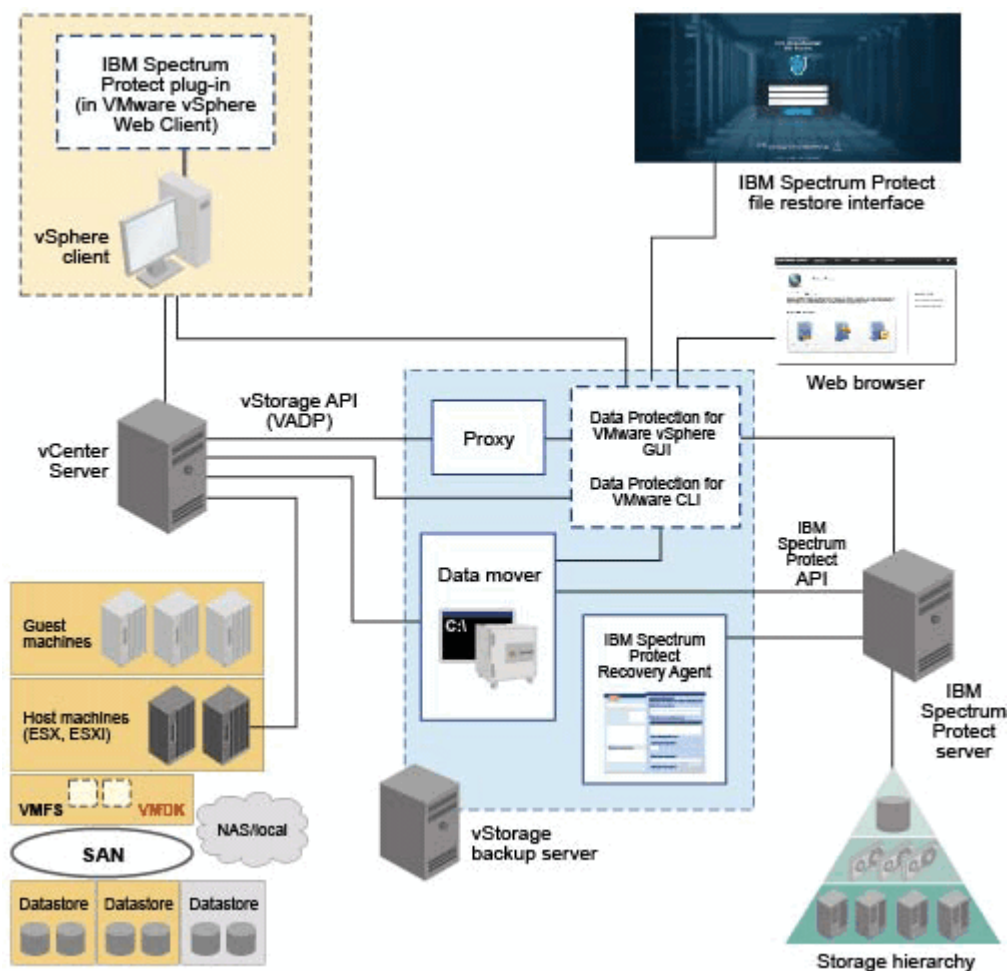 IBM Spectrum
Protect plug-in
(in VMware vSphere
Web Client)
vSphere
client
IBM Spectrum Protect
file restore interface
Web browser
vStorage API
(VADP)
vCenter
Server
Proxy
Data Protection for
VMware vSphere
GUI
Data Protection for
VMware CLI
IBM
Spectrum
Protect
API
Data mover
C:\
IBM Spectrum
Protect
Recovery Agent
IBM
Spectrum
Protect
server
Guest
machines
Host machines
(ESX, ESXI)
VMFS
VMDK
NAS/local
SAN
Datastore
Datastore
Datastore
vStorage
backup server
Storage hierarchy